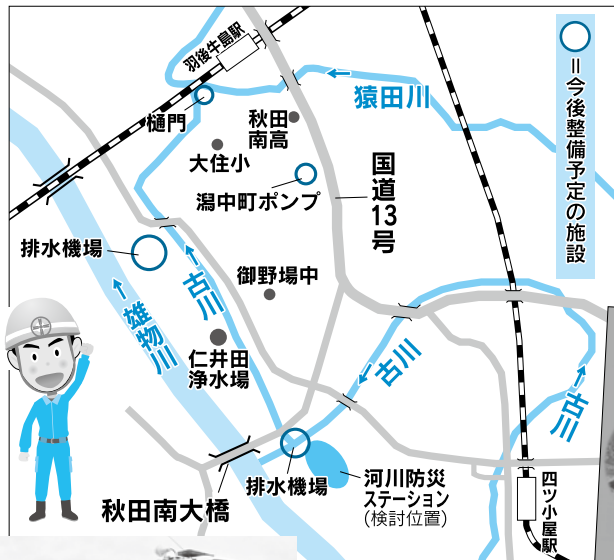 羽後牛島駅
猿田川
樋門
秋田
南高
大住小
潟中町ポンプ
国道13号
＝今後整備予定の施設
排水機場
古川
御野場中
雄物川
仁井田
浄水場
古川
古川
排水機場
河川防災
ステーション
(検討位置)
秋田南大橋
四ツ小屋駅